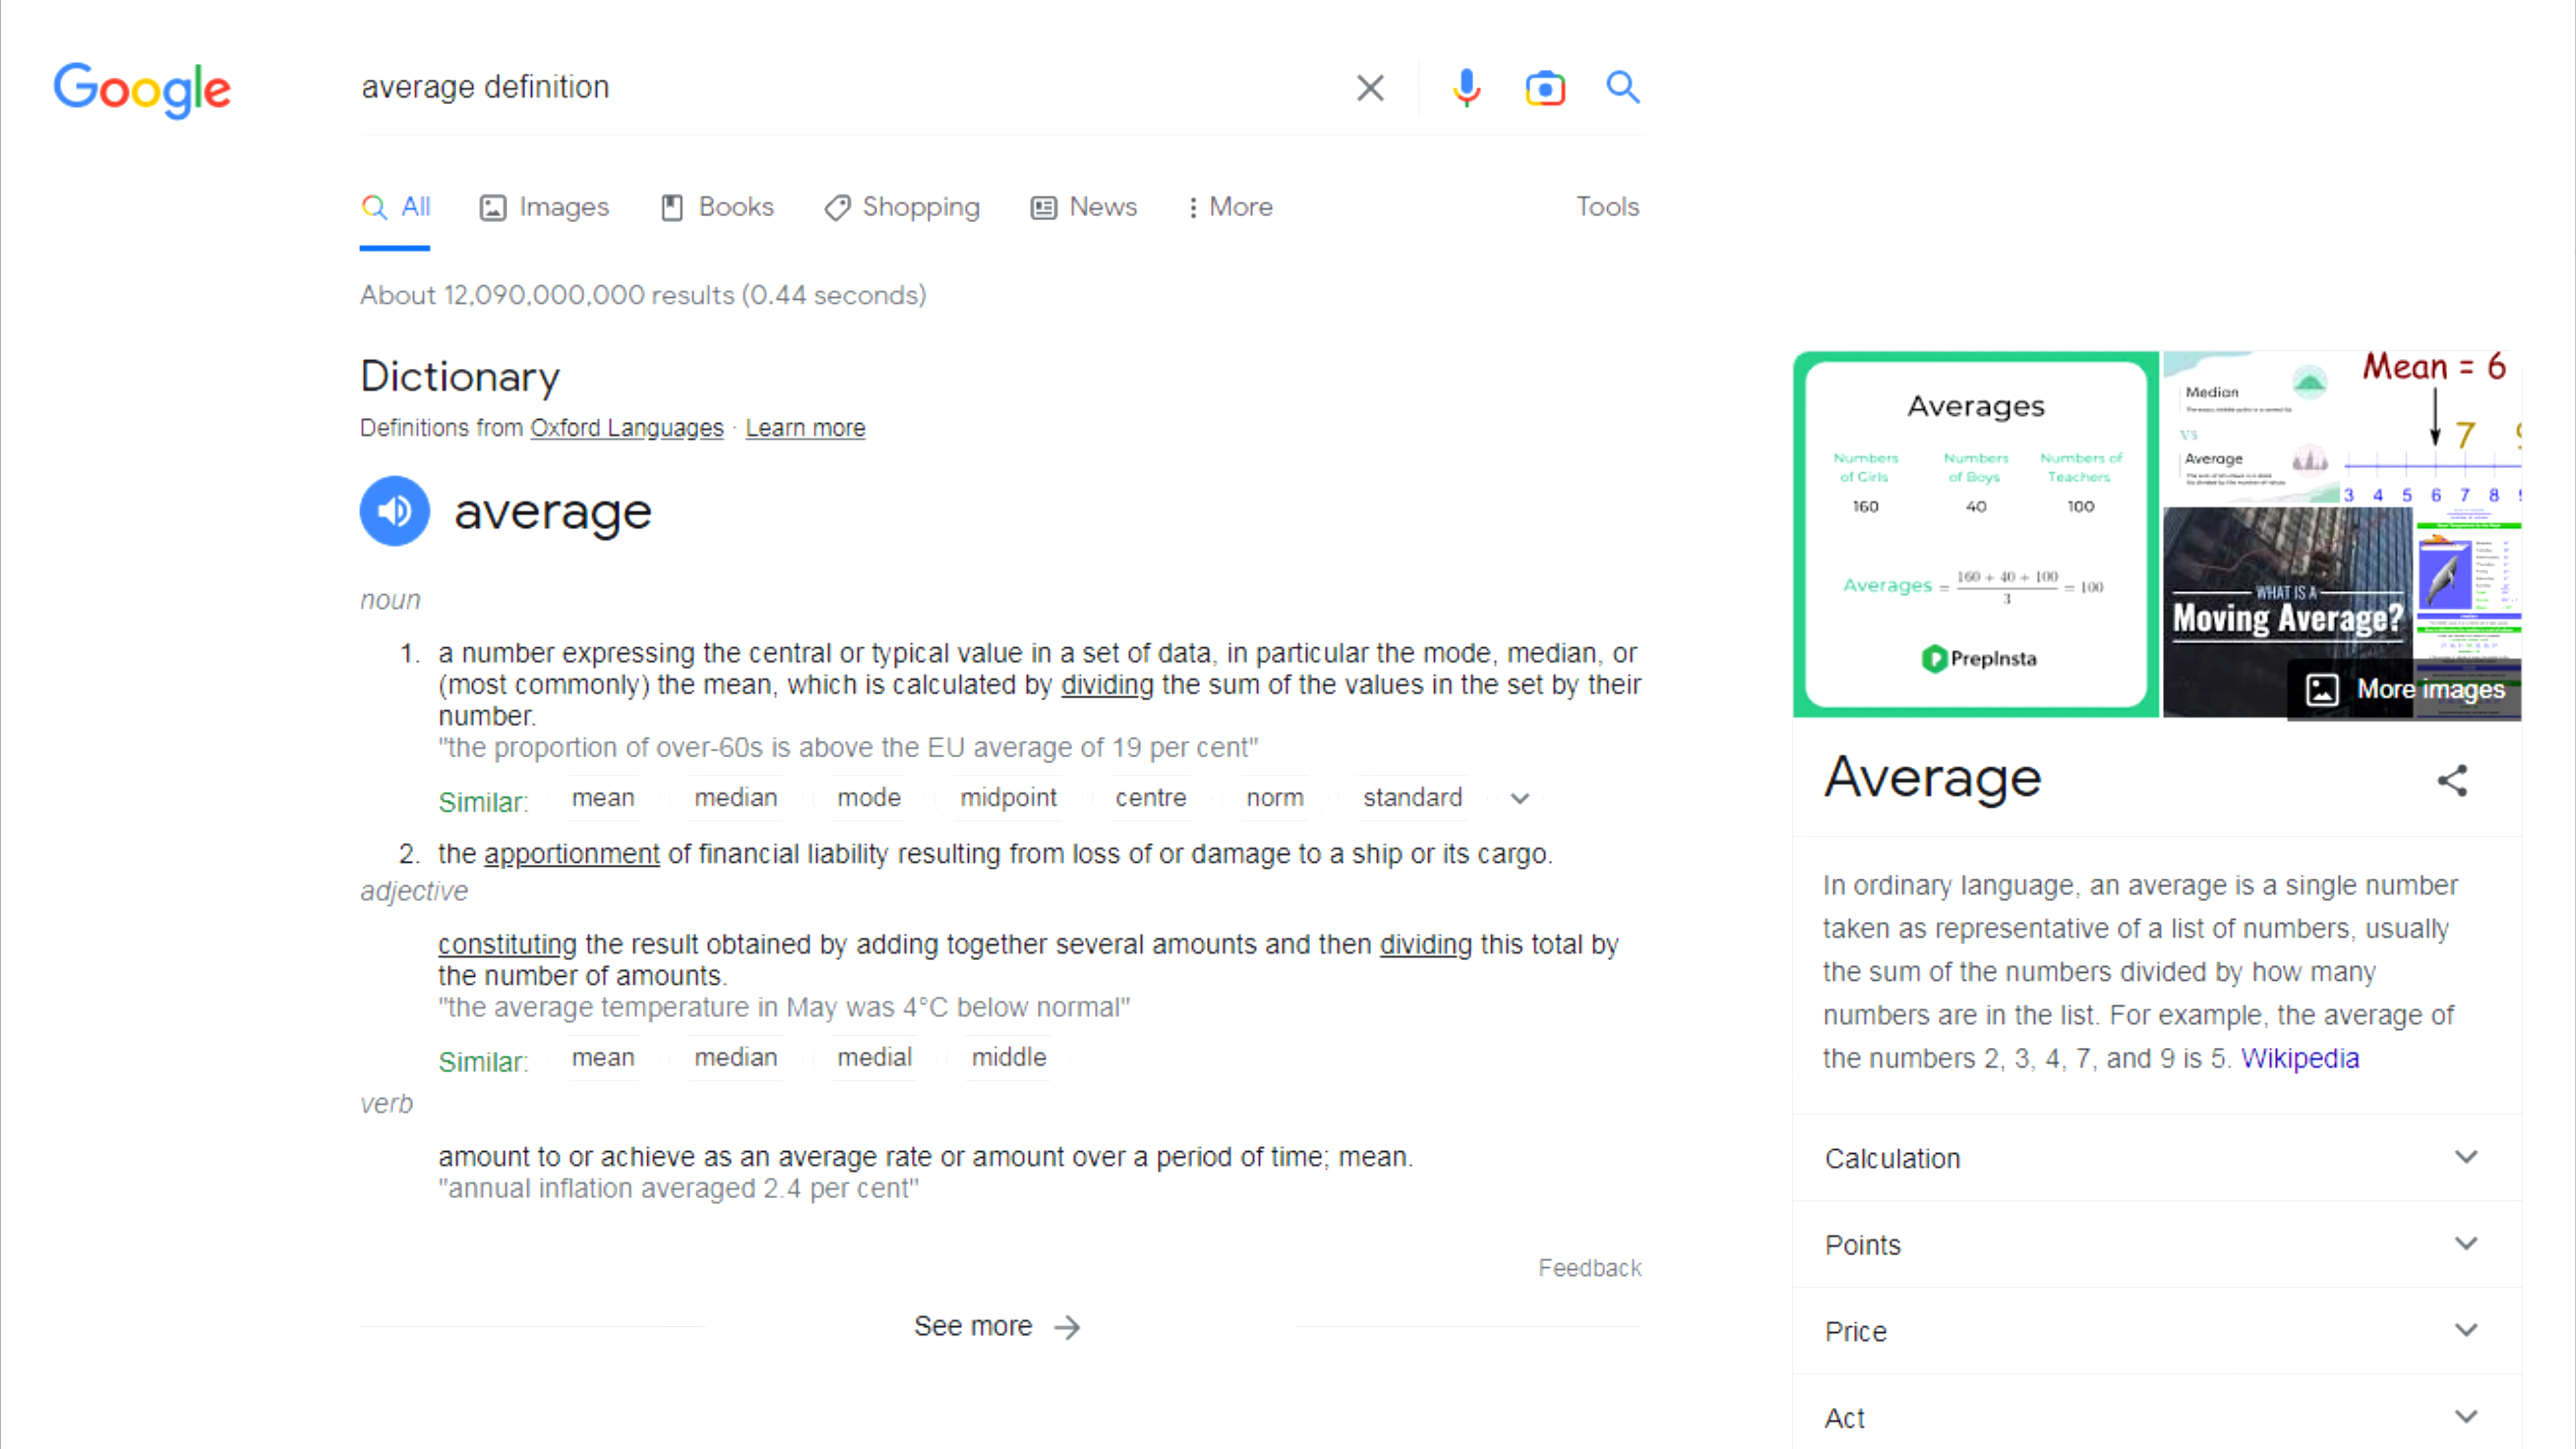 Google
average definition
All
Images
Books
Shopping
News
More
Tools
About 12,090,000,000 results (0.44 seconds)
Dictionary
Definitions from Oxford Languages · Learn more
average
noun
1. a number expressing the central or typical value in a set of data, in particular the mode, median, or
(most commonly) the mean, which is calculated by dividing the sum of the values in the set by their
number.
"the proportion of over-60s is above the EU average of 19 per cent"
Similar: mean median mode midpoint centre norm standard
2. the apportionment of financial liability resulting from loss of or damage to a ship or its cargo.
adjective
constituting the result obtained by adding together several amounts and then dividing this total by
the number of amounts.
"the average temperature in May was 4°C below normal"
Similar: mean median medial middle
verb
amount to or achieve as an average rate or amount over a period of time; mean.
"annual inflation averaged 2.4 per cent"
Feedback
See more
Averages
Numbers of Girls
Numbers of Boys
Numbers of Teachers
160 40 100
Averages = 160 + 40 + 100 / 3 = 100
PrepInsta
Median
VS
Average
Mean = 6
7
3 4 5 6 7 8
WHAT IS A
Moving Average?
More images
Average
In ordinary language, an average is a single number
taken as representative of a list of numbers, usually
the sum of the numbers divided by how many
numbers are in the list. For example, the average of
the numbers 2, 3, 4, 7, and 9 is 5. Wikipedia
Calculation
Points
Price
Act